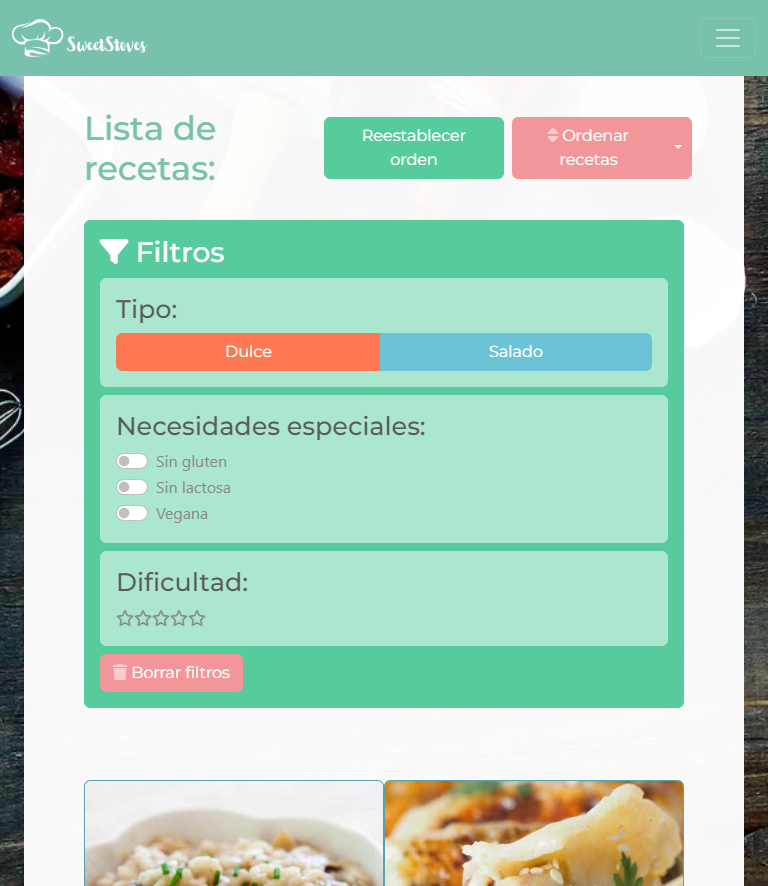 SweetStoves
Lista de
recetas:
Reestablecer
orden
Ordenar
recetas
Filtros
Tipo:
Dulce
Salado
Necesidades especiales:
Sin gluten
Sin lactosa
Vegana
Dificultad:
Borrar filtros